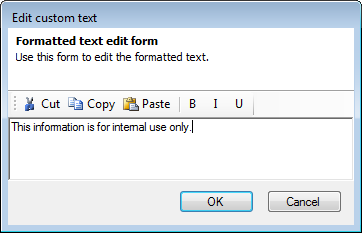 Edit custom text
Formatted text edit form
Use this form to edit the formatted text.
Cut Copy Paste B I U
This information is for internal use only.
OK Cancel